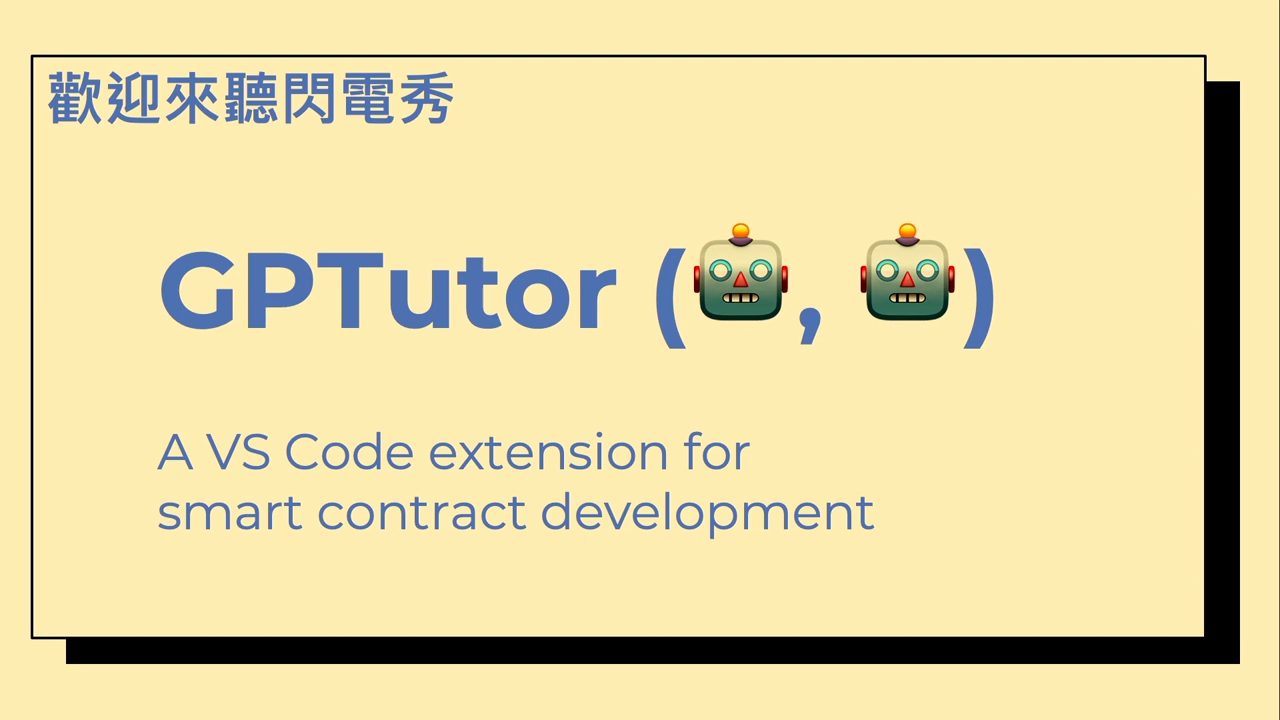 歡迎來聽閃電秀
GPTutor (🤖, 🤖)
A VS Code extension for
smart contract development